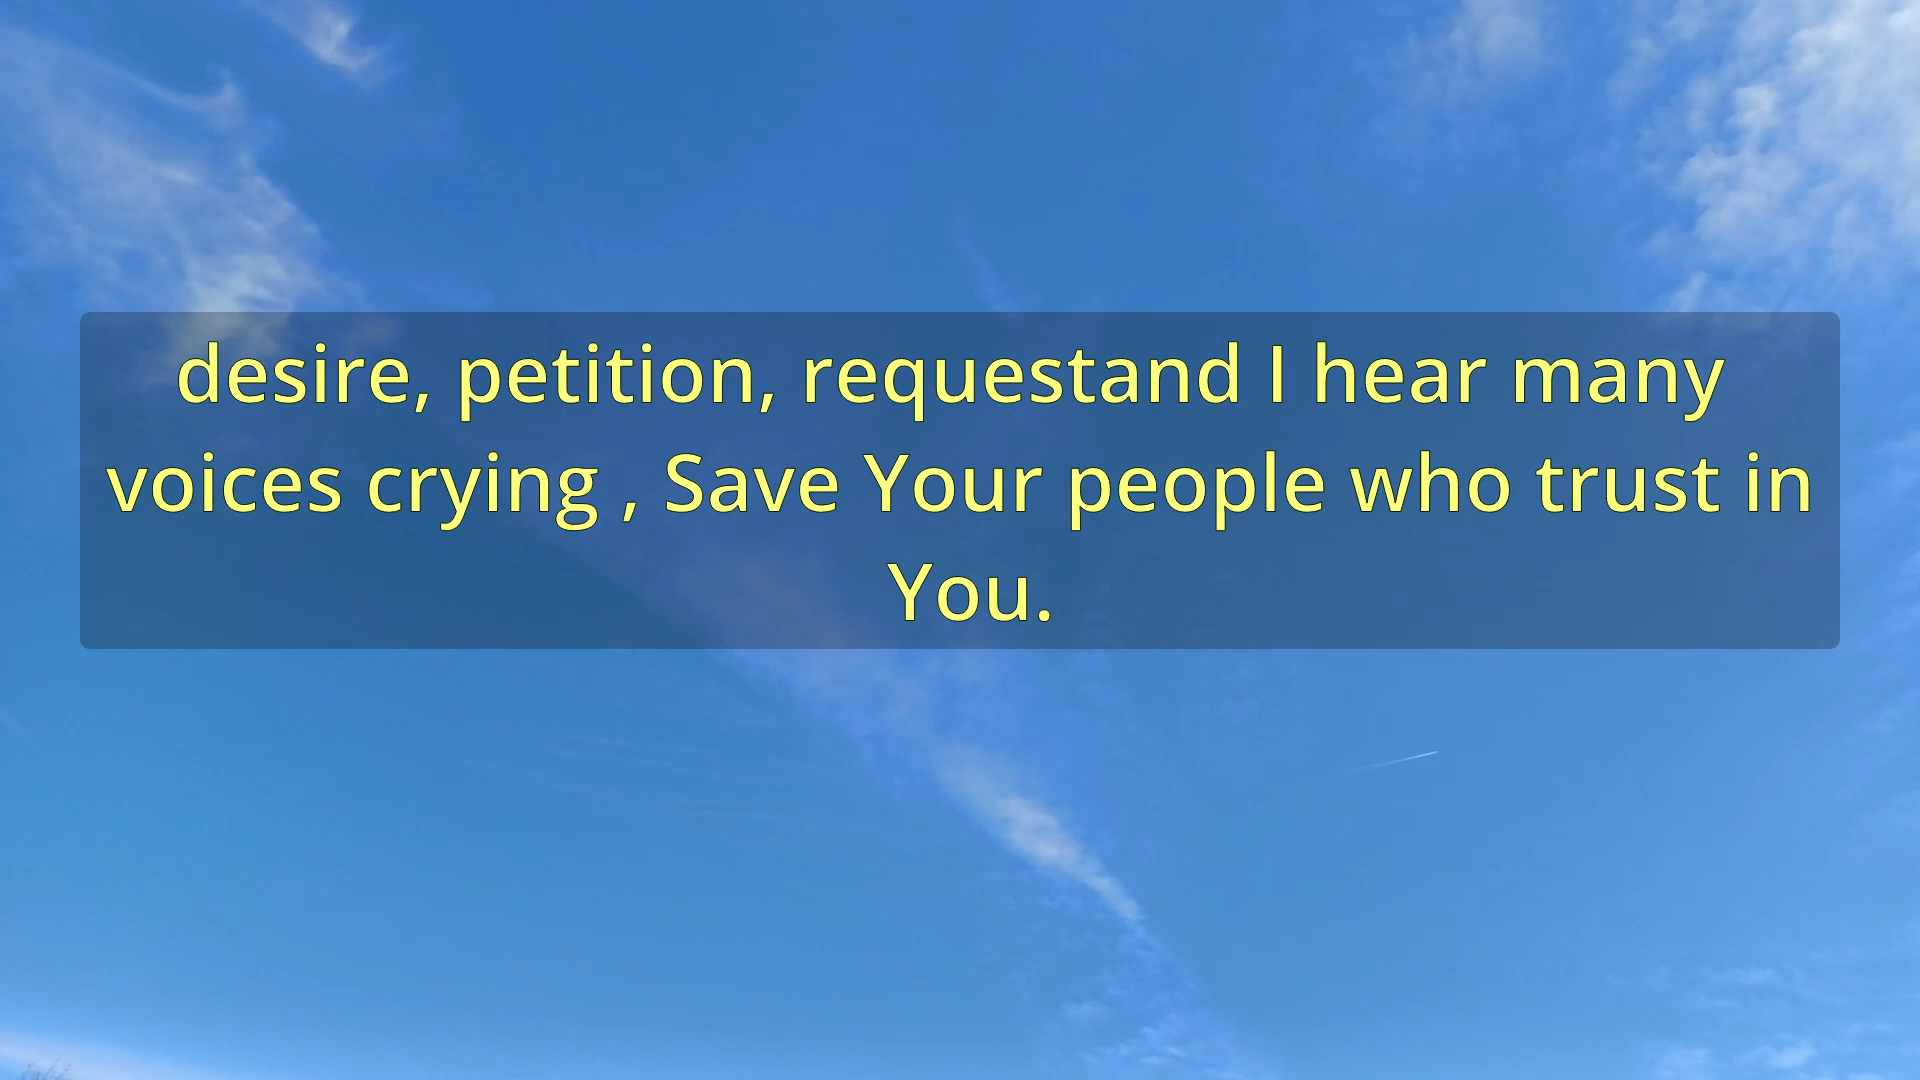 desire, petition, requestand I hear many
voices crying , Save Your people who trust in
You.